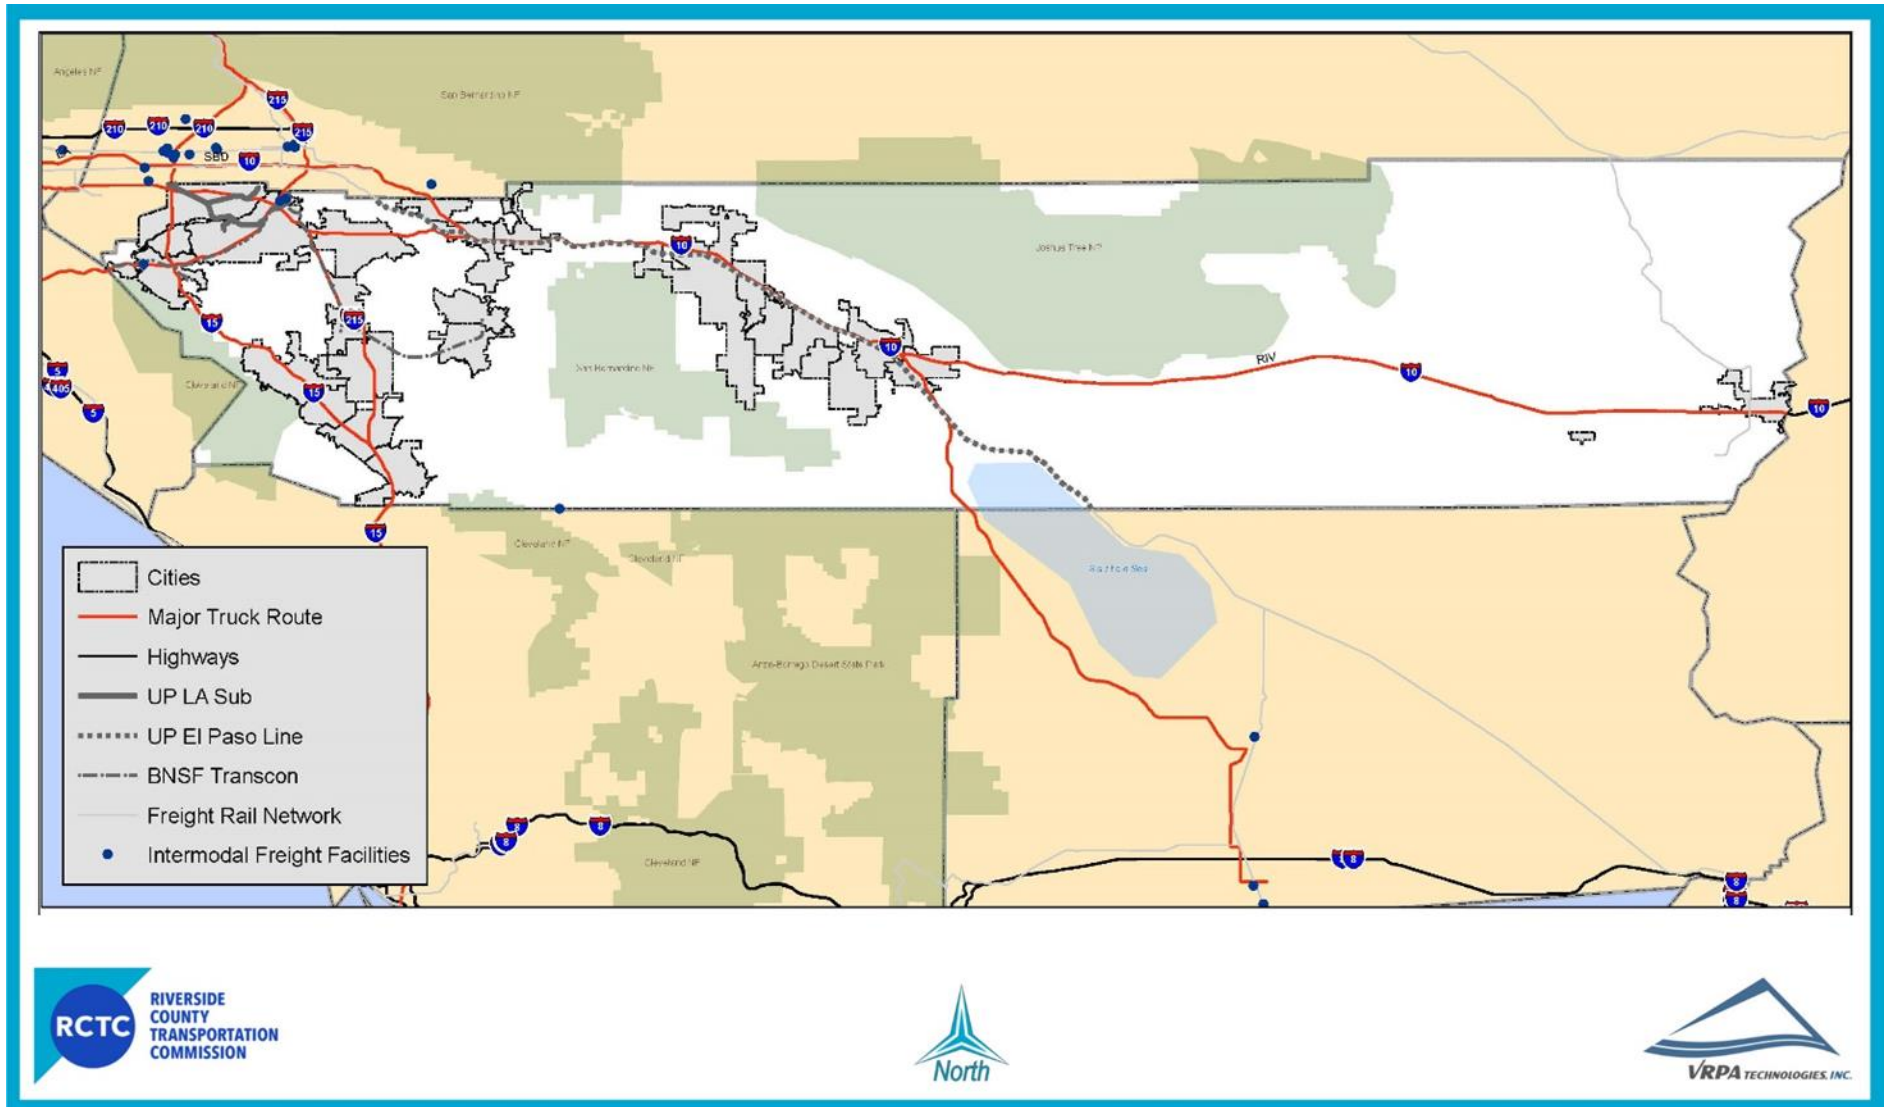 Angeles NF
215
San Bernardino NF
210
210
210
215
SBD
10
10
Joshua Tree NP
15
215
10
RIV
10
5
405
5
Cleveland NF
15
San Bernardino NF
10
15
Cleveland NF
Cleveland NF
Salton Sea
Anza-Borrego Desert State Park
Cities
Major Truck Route
Highways
UP LA Sub
UP El Paso Line
BNSF Transcon
Freight Rail Network
Intermodal Freight Facilities
8
8
8
Cleveland NF
8
8
8
RCTC
RIVERSIDE
COUNTY
TRANSPORTATION
COMMISSION
North
VRPA TECHNOLOGIES, INC.